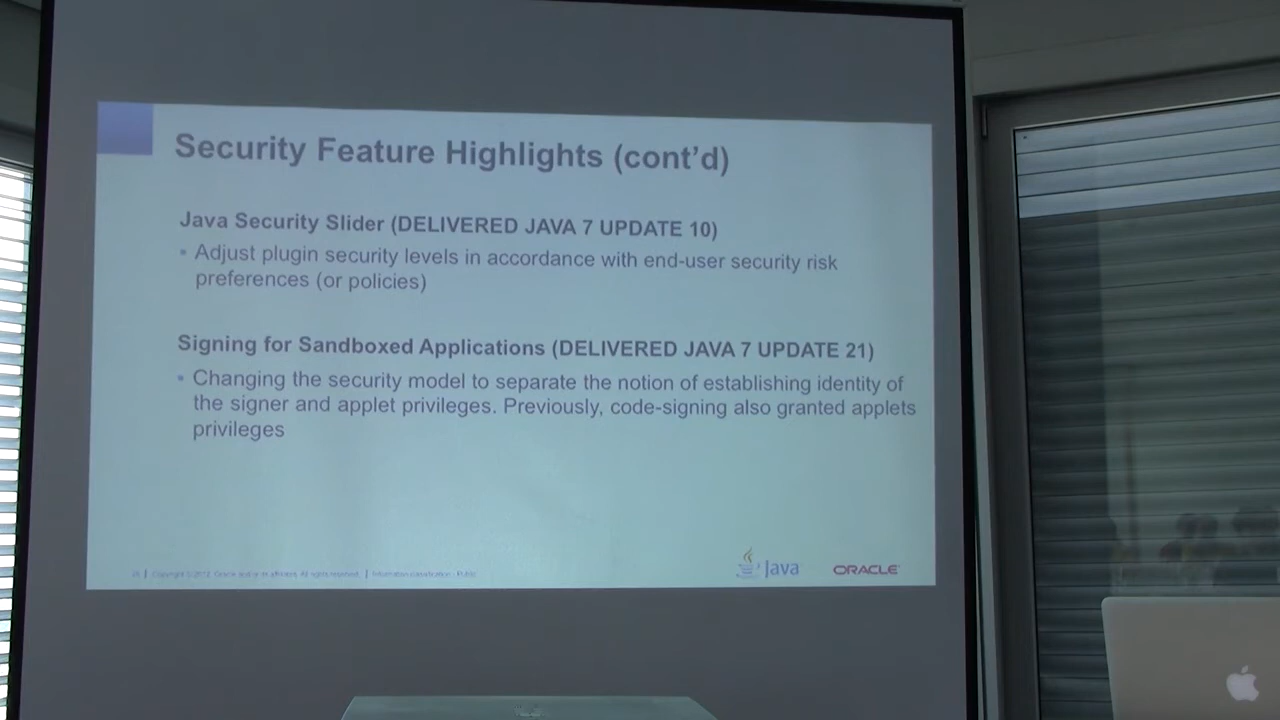 Security Feature Highlights (cont’d)
Java Security Slider (DELIVERED JAVA 7 UPDATE 10)
• Adjust plugin security levels in accordance with end-user security risk
preferences (or policies)
Signing for Sandboxed Applications (DELIVERED JAVA 7 UPDATE 21)
• Changing the security model to separate the notion of establishing identity of
the signer and applet privileges. Previously, code-signing also granted applets
privileges
Java
ORACLE